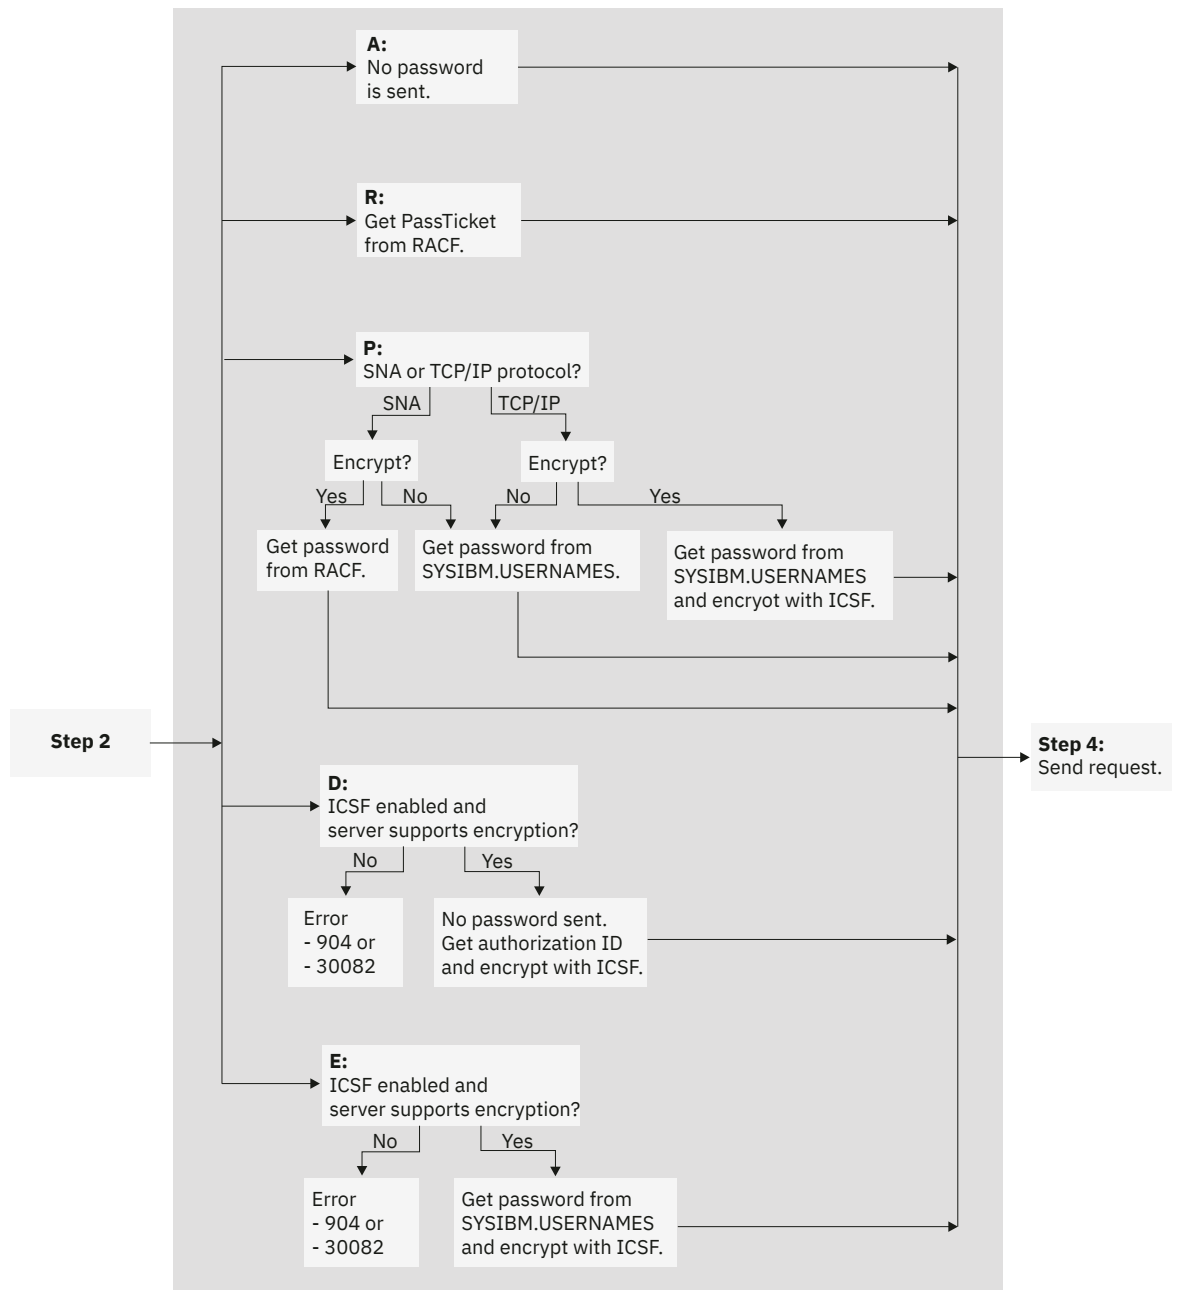 A:
No password
is sent.
R:
Get PassTicket
from RACF.
P:
SNA or TCP/IP protocol?
SNA
TCP/IP
Encrypt?
Encrypt?
Yes
No
No
Yes
Get password
from RACF.
Get password from
SYSIBM.USERNAMES.
Get password from
SYSIBM.USERNAMES
and encryot with ICSF.
Step 2
Step 4:
Send request.
D:
ICSF enabled and
server supports encryption?
No
Yes
Error
- 904 or
- 30082
No password sent.
Get authorization ID
and encrypt with ICSF.
E:
ICSF enabled and
server supports encryption?
No
Yes
Error
- 904 or
- 30082
Get password from
SYSIBM.USERNAMES
and encrypt with ICSF.